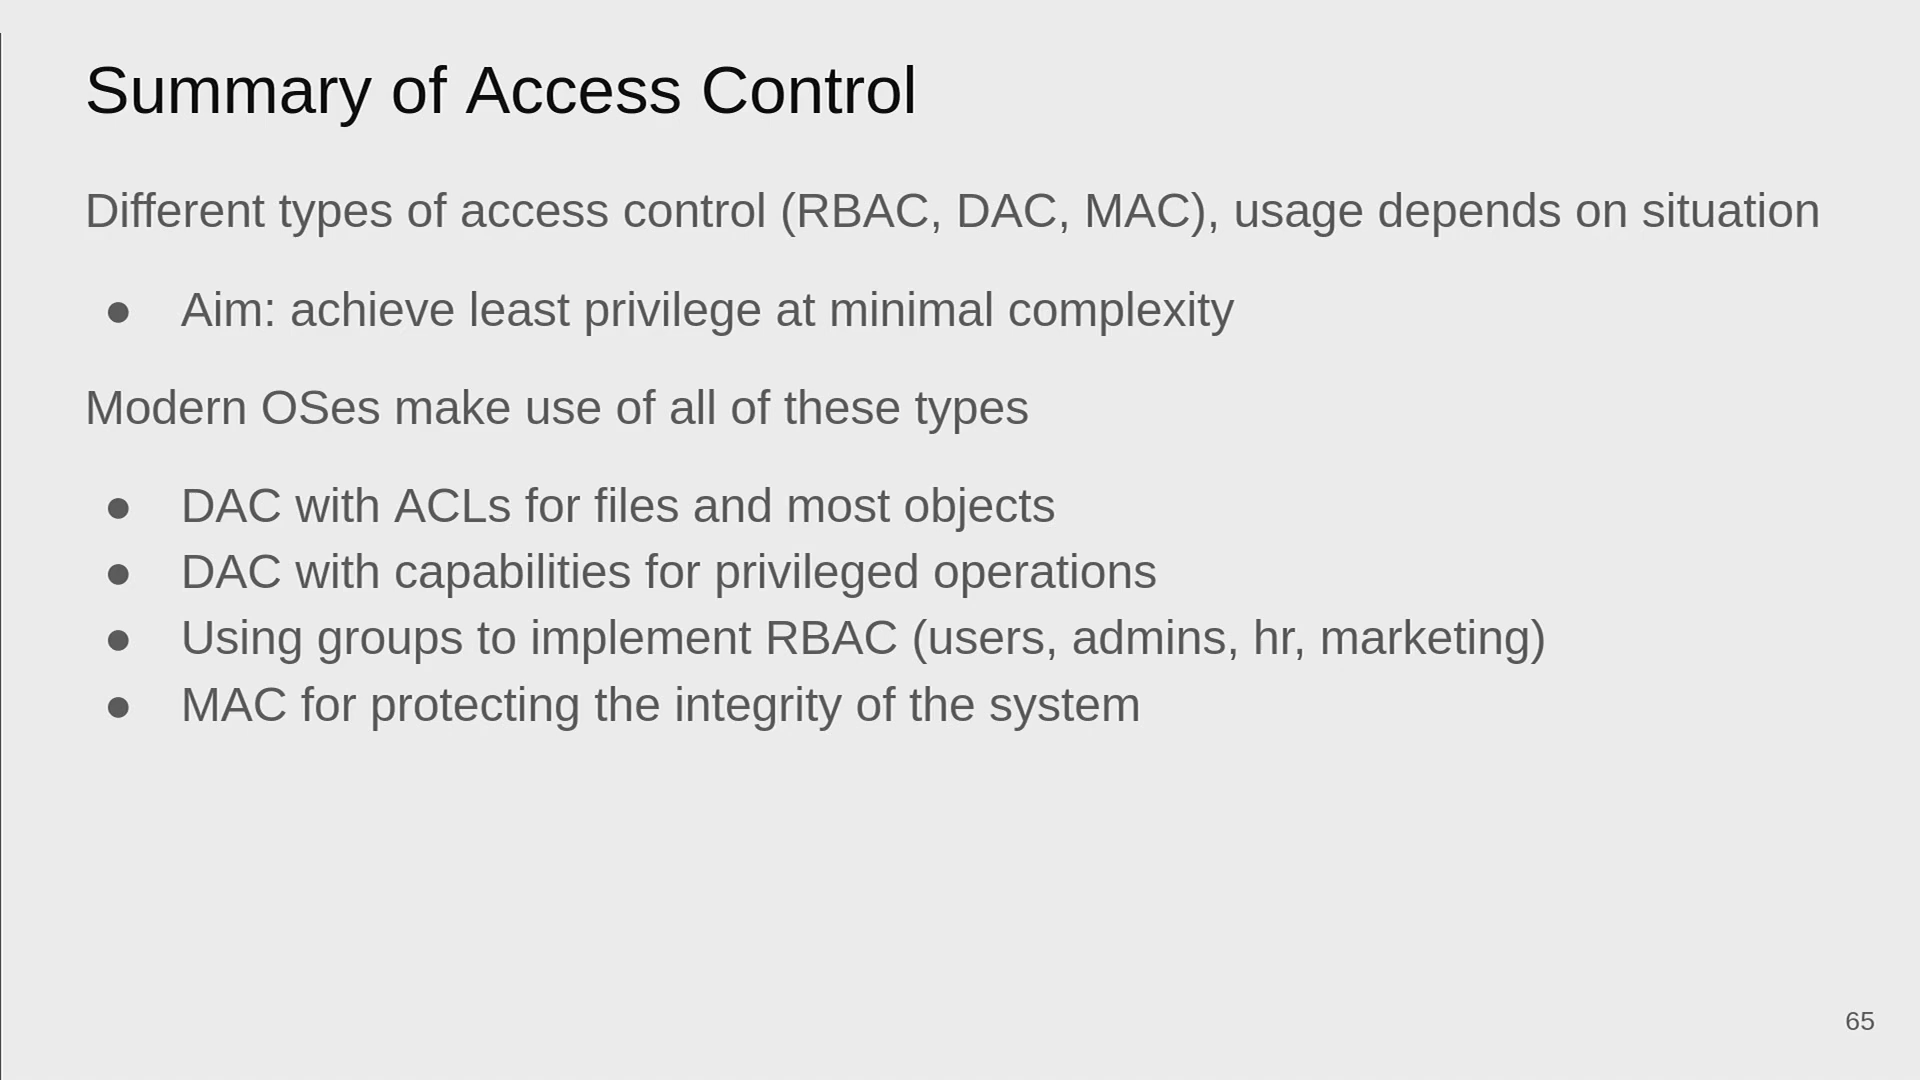 Summary of Access Control
Different types of access control (RBAC, DAC, MAC), usage depends on situation
● Aim: achieve least privilege at minimal complexity
Modern OSes make use of all of these types
● DAC with ACLs for files and most objects
● DAC with capabilities for privileged operations
● Using groups to implement RBAC (users, admins, hr, marketing)
● MAC for protecting the integrity of the system
65